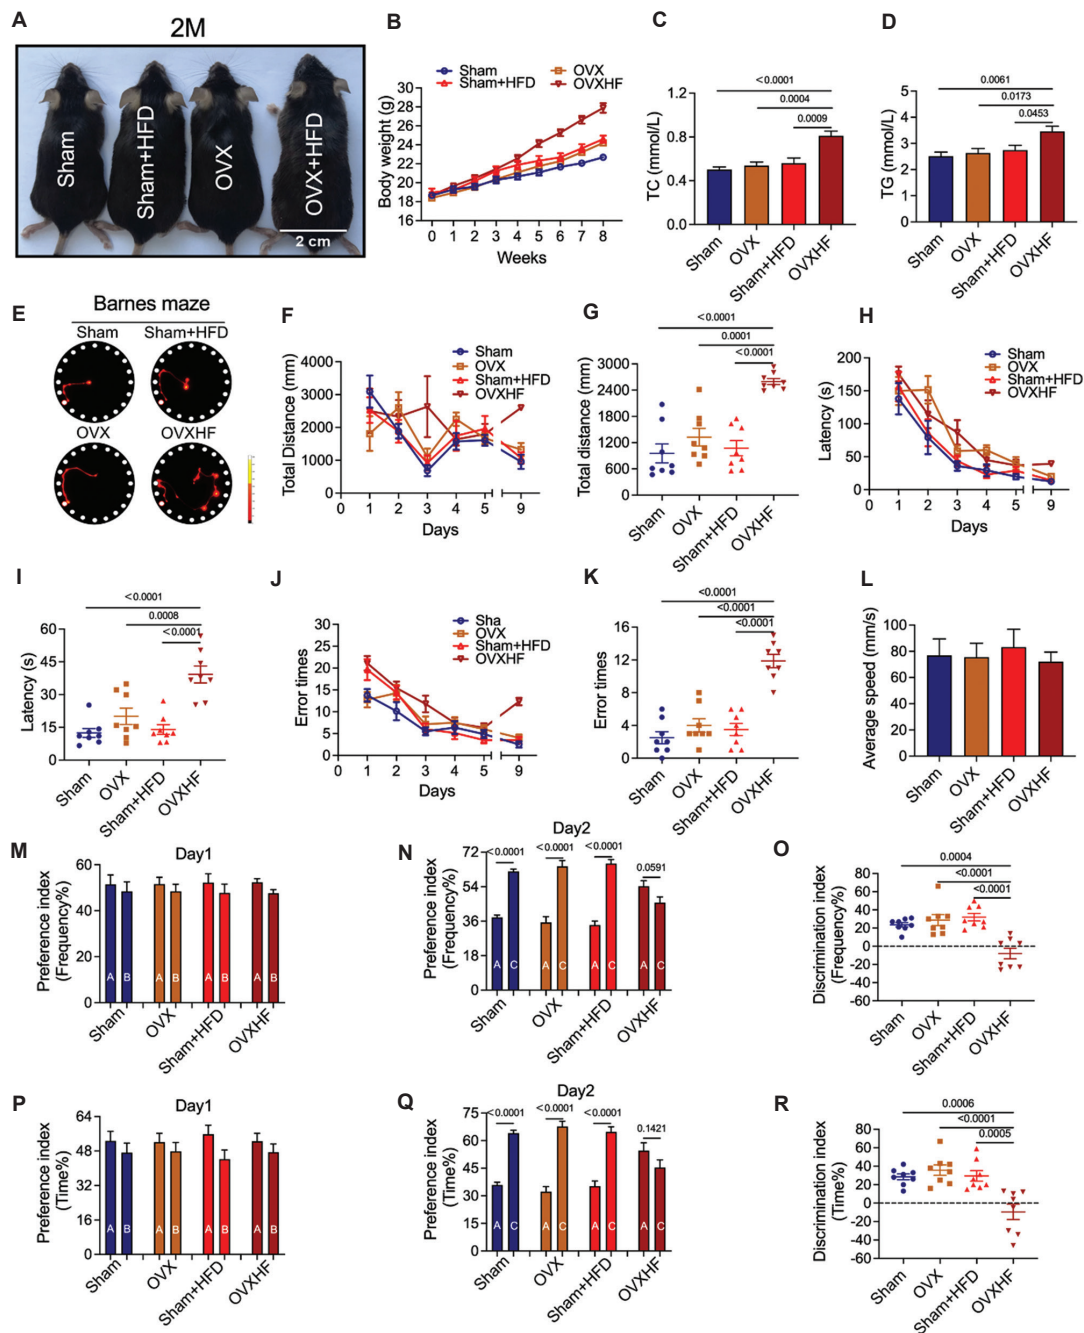 A
2M
Sham
Sham+HFD
OVX
OVX+HFD
2 cm
B
Sham
Sham+HFD
OVX
OVXHF
Body weight (g)
28
26
24
22
20
18
16
0 1 2 3 4 5 6 7 8
Weeks
C
<0.0001
0.0004
0.0009
TC (mmol/L)
1.2
0.8
0.4
0.0
Sham
OVX
Sham+HFD
OVXHF
D
0.0061
0.0173
0.0453
TG (mmol/L)
5
4
3
2
1
0
Sham
OVX
Sham+HFD
OVXHF
E
Barnes maze
Sham
Sham+HFD
OVX
OVXHF
F
Sham
OVX
Sham+HFD
OVXHF
Total Distance (mm)
4000
3000
2000
1000
0
0 1 2 3 4 5 9
Days
G
<0.0001
0.0001
<0.0001
Total distance (mm)
3000
2400
1800
1200
600
0
Sham
OVX
Sham+HFD
OVXHF
H
Sham
OVX
Sham+HFD
OVXHF
Latency (s)
200
150
100
50
0
0 1 2 3 4 5 9
Days
I
<0.0001
0.0008
<0.0001
Latency (s)
60
45
30
15
0
Sham
OVX
Sham+HFD
OVXHF
J
Sha
OVX
Sham+HFD
OVXHF
Error times
30
25
20
15
10
5
0
0 1 2 3 4 5 9
Days
K
<0.0001
<0.0001
<0.0001
Error times
16
12
8
4
0
Sham
OVX
Sham+HFD
OVXHF
L
Average speed (mm/s)
100
80
60
40
20
0
Sham
OVX
Sham+HFD
OVXHF
M
Day1
Preference index
(Frequency%)
60
40
20
0
A B A B A B A B
Sham
OVX
Sham+HFD
OVXHF
N
Day2
<0.0001
<0.0001
<0.0001
0.0591
Preference index
(Frequency%)
72
54
36
18
0
A C A C A C A C
Sham
OVX
Sham+HFD
OVXHF
O
0.0004
<0.0001
<0.0001
Discrimination index
(Frequency%)
80
60
40
20
0
-20
-40
-60
Sham
OVX
Sham+HFD
OVXHF
P
Day1
Preference index
(Time%)
64
48
32
16
0
A B A B A B A B
Sham
OVX
Sham+HFD
OVXHF
Q
Day2
<0.0001
<0.0001
<0.0001
0.1421
Preference index
(Time%)
75
60
45
30
15
0
A C A C A C A C
Sham
OVX
Sham+HFD
OVXHF
R
0.0006
<0.0001
0.0005
Discrimination index
(Time%)
80
60
40
20
0
-20
-40
-60
Sham
OVX
Sham+HFD
OVXHF